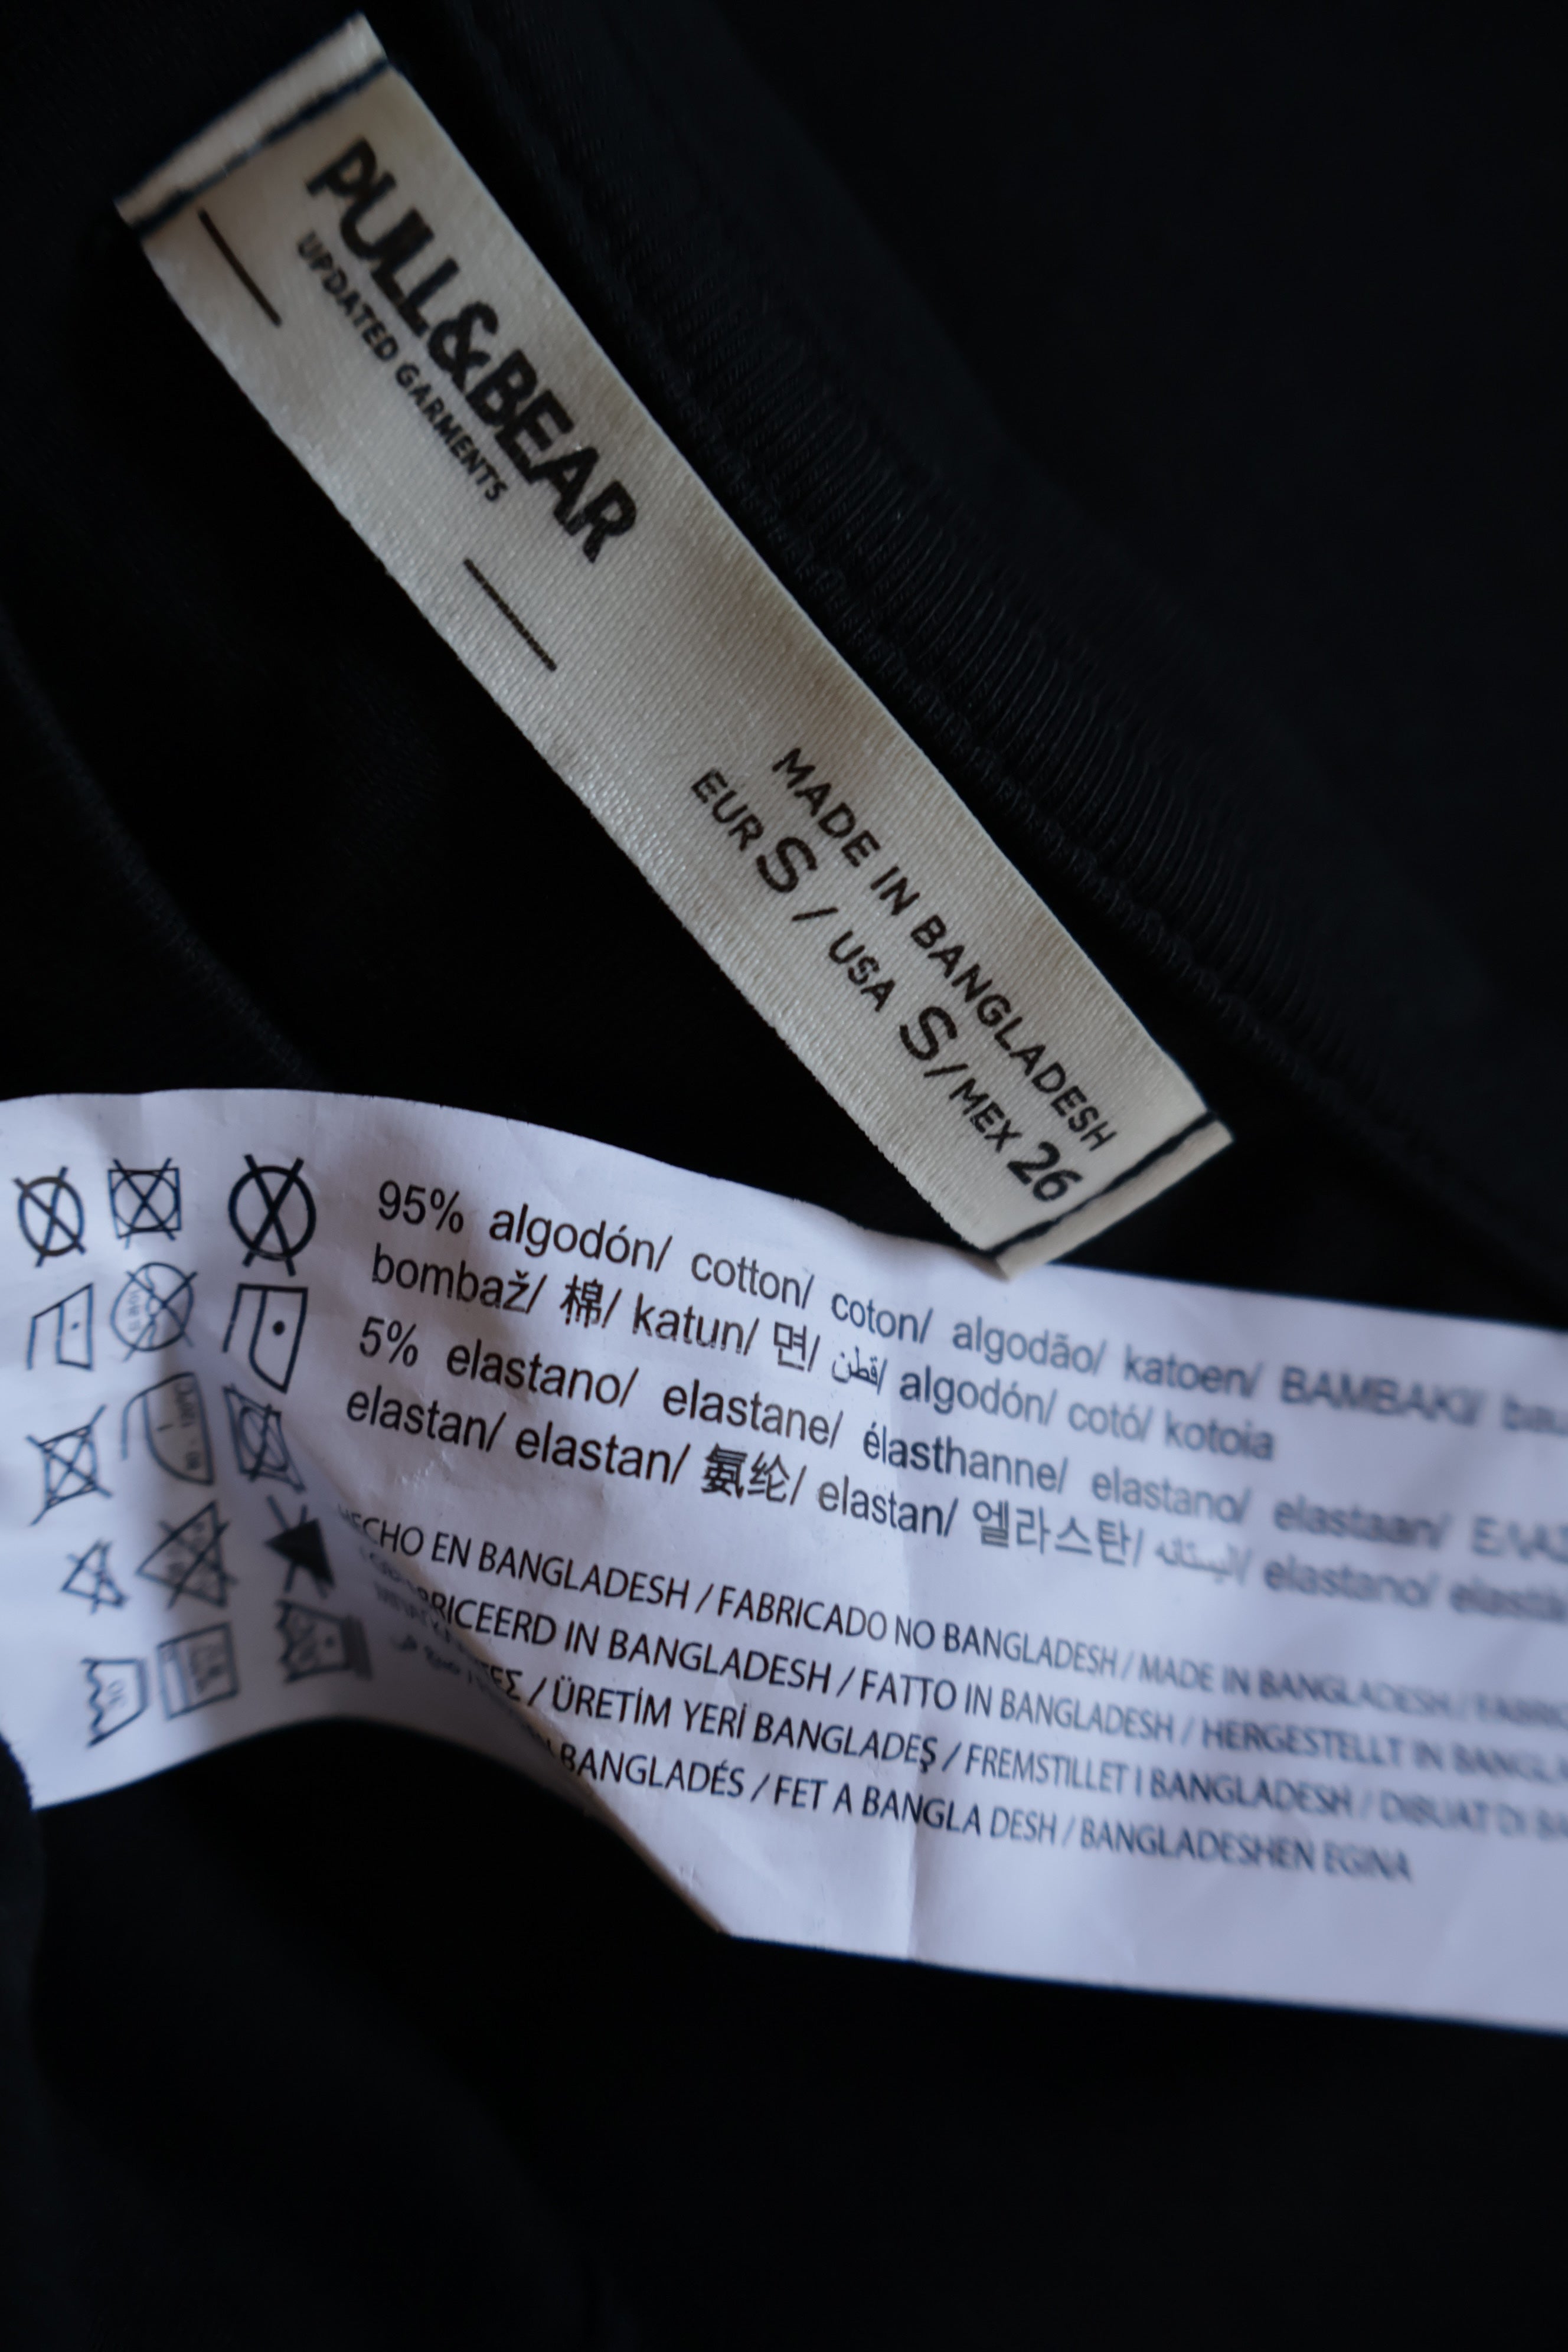 PULL&BEAR
UPDATED GARMENTS
MADE IN BANGLADESH
EUR S / USA S / MEX 26
95% algodón/ cotton/ coton/ algodão/ katoen/ BAMBAKI/
bombaž/ 棉/ katun/ 면/ قطن/ algodón/ cotó/ kotoia
5% elastano/ elastane/ élasthanne/ elastano/ elastaan/
elastan/ elastan/ 氨纶/ elastan/ 엘라스탄/ elastano/
HECHO EN BANGLADESH / FABRICADO NO BANGLADESH / MADE IN BANGLADESH /
IN BANGLADESH / FATTO IN BANGLADESH / HERGESTELLT IN
/ ÜRETİM YERİ BANGLADEŞ / FREMSTILLET I BANGLADESH / DIBUAT DI
BANGLADÉS / FET A BANGLA DESH / BANGLADESHEN EGINA